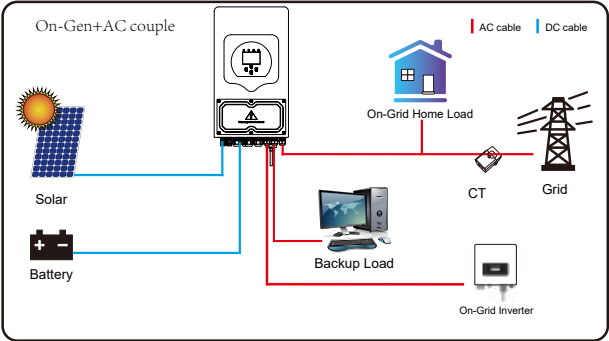 On-Gen+AC couple
AC cable
DC cable
On-Grid Home Load
CT
Grid
Solar
Battery
Backup Load
On-Grid Inverter